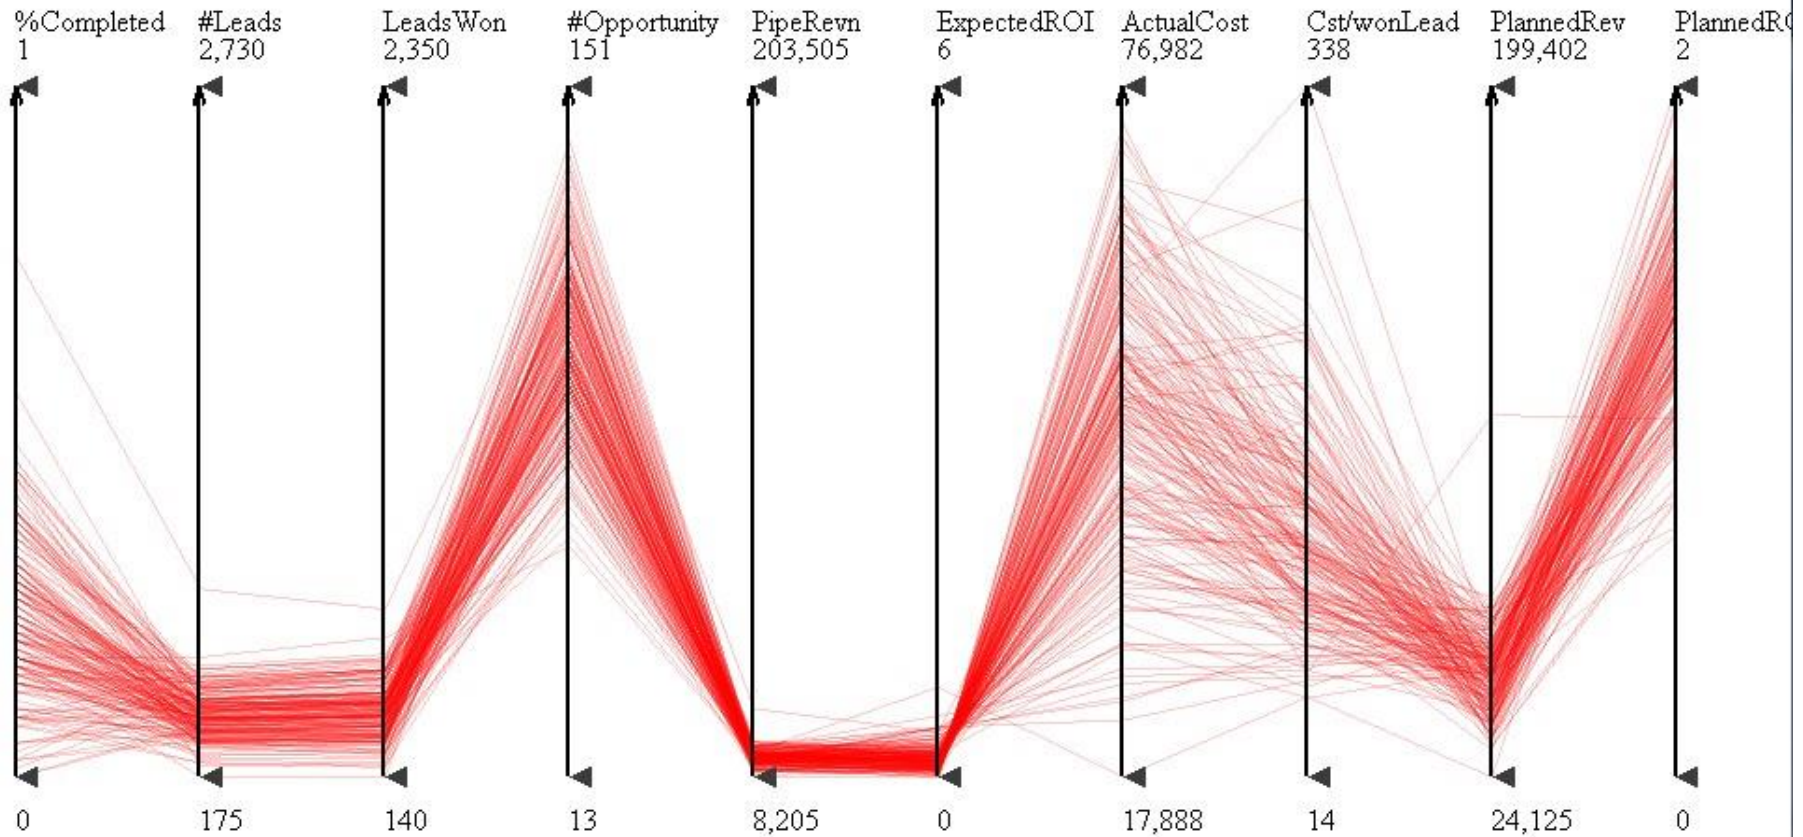 %Completed #Leads LeadsWon #Opportunity PipeRevn ExpectedROI ActualCost Cst/wonLead PlannedRev PlannedRO
1 2,730 2,350 151 203,505 6 76,982 338 199,402 2
0 175 140 13 8,205 0 17,888 14 24,125 0